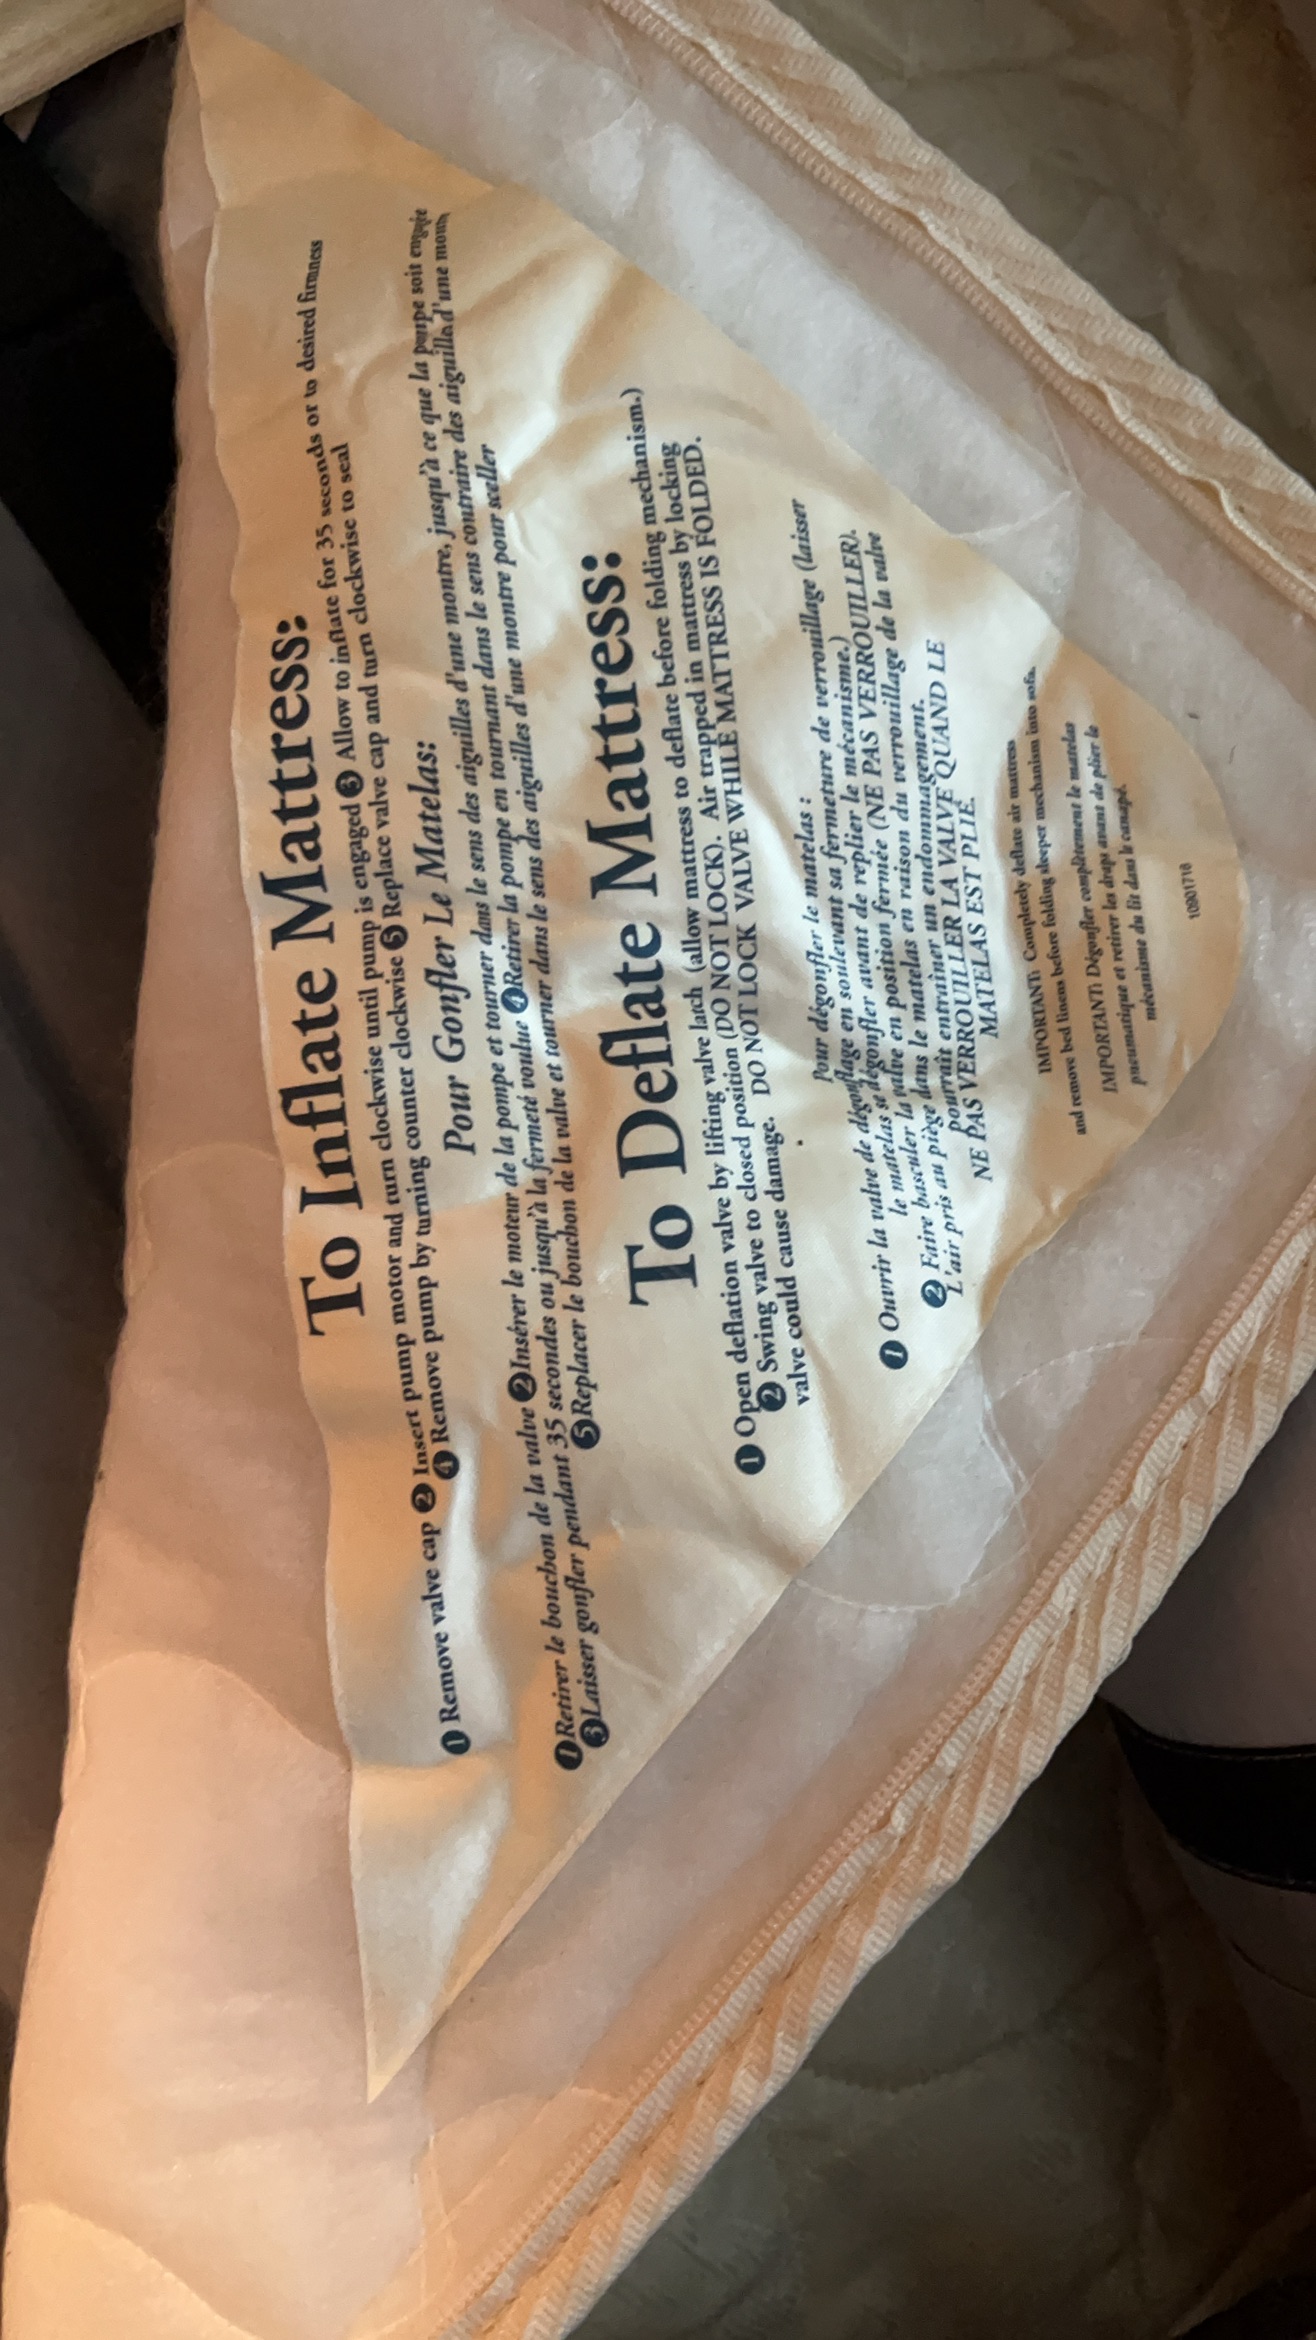 To Inflate Mattress:
❶ Remove valve cap ❷ Insert pump motor and turn clockwise until pump is engaged ❸ Allow to inflate for 35 seconds or to desired firmness
❹ Remove pump by turning counter clockwise ❺ Replace valve cap and turn clockwise to seal
Pour Gonfler Le Matelas:
❶Retirer le bouchon de la valve ❷Insérer le moteur de la pompe et tourner dans le sens des aiguilles d'une montre, jusqu'à ce que la pompe soit engagée
❸Laisser gonfler pendant 35 secondes ou jusqu'à la fermeté voulue ❹Retirer la pompe en tournant dans le sens contraire des aiguilles d'une montre
❺Replacer le bouchon de la valve et tourner dans le sens des aiguilles d'une montre pour sceller
To Deflate Mattress:
❶ Open deflation valve by lifting valve latch (allow mattress to deflate before folding mechanism.)
❷ Swing valve to closed position (DO NOT LOCK). Air trapped in mattress by locking
valve could cause damage. DO NOT LOCK VALVE WHILE MATTRESS IS FOLDED.
Pour dégonfler le matelas :
❶ Ouvrir la valve de dégonflage en soulevant sa fermeture de verrouillage (laisser
le matelas se dégonfler avant de replier le mécanisme.)
❷ Faire basculer la valve en position fermée (NE PAS VERROUILLER).
L'air pris au piège dans le matelas en raison du verrouillage de la valve
pourrait entraîner un endommagement.
NE PAS VERROUILLER LA VALVE QUAND LE
MATELAS EST PLIÉ.
IMPORTANT: Completely deflate air mattress
and remove bed linens before folding sleeper mechanism into sofa.
IMPORTANT: Dégonfler complètement le matelas
pneumatique et retirer les draps avant de plier le
mécanisme du lit dans le canapé.
10901716